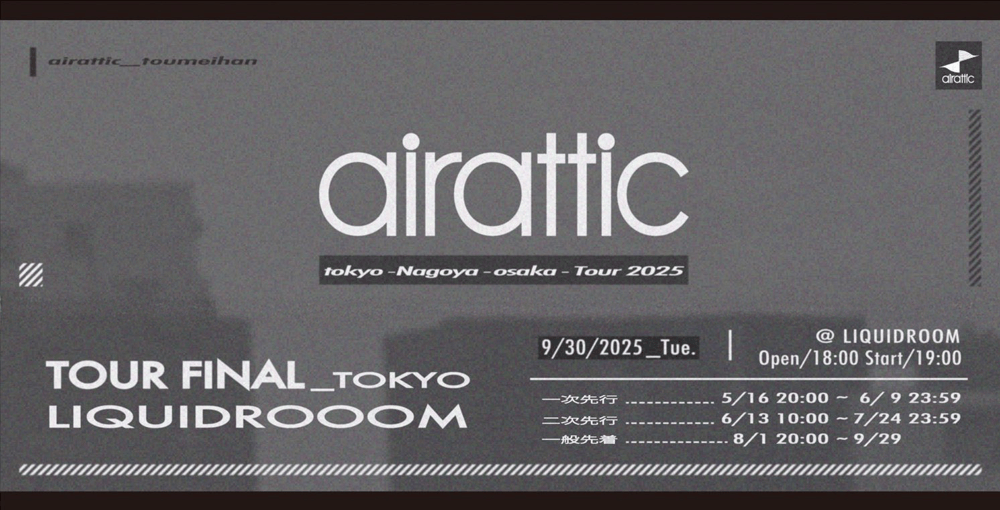 airattic__toumeihan
airattic
airattic
tokyo - Nagoya - osaka - Tour 2025
TOUR FINAL_TOKYO
LIQUIDROOOM
9/30/2025_Tue.
@ LIQUIDROOM
Open/18:00 Start/19:00
一次先行 ............. 5/16 20:00 ~ 6/ 9 23:59
二次先行 ............. 6/13 10:00 ~ 7/24 23:59
一般先着 ............... 8/1 20:00 ~ 9/29